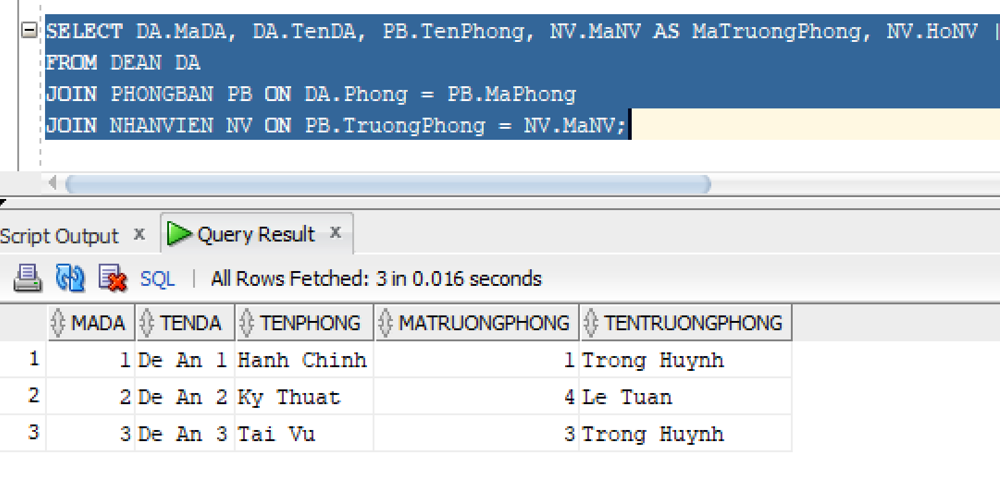 SELECT DA.MaDA, DA.TenDA, PB.TenPhong, NV.MaNV AS MaTruongPhong, NV.HoNV |
FROM DEAN DA
JOIN PHONGBAN PB ON DA.Phong = PB.MaPhong
JOIN NHANVIEN NV ON PB.TruongPhong = NV.MaNV;
Script Output x Query Result x
SQL | All Rows Fetched: 3 in 0.016 seconds
MADA TENDA TENPHONG MATRUONGPHONG TENTRUONGPHONG
1 1 De An 1 Hanh Chinh 1 Trong Huynh
2 2 De An 2 Ky Thuat 4 Le Tuan
3 3 De An 3 Tai Vu 3 Trong Huynh